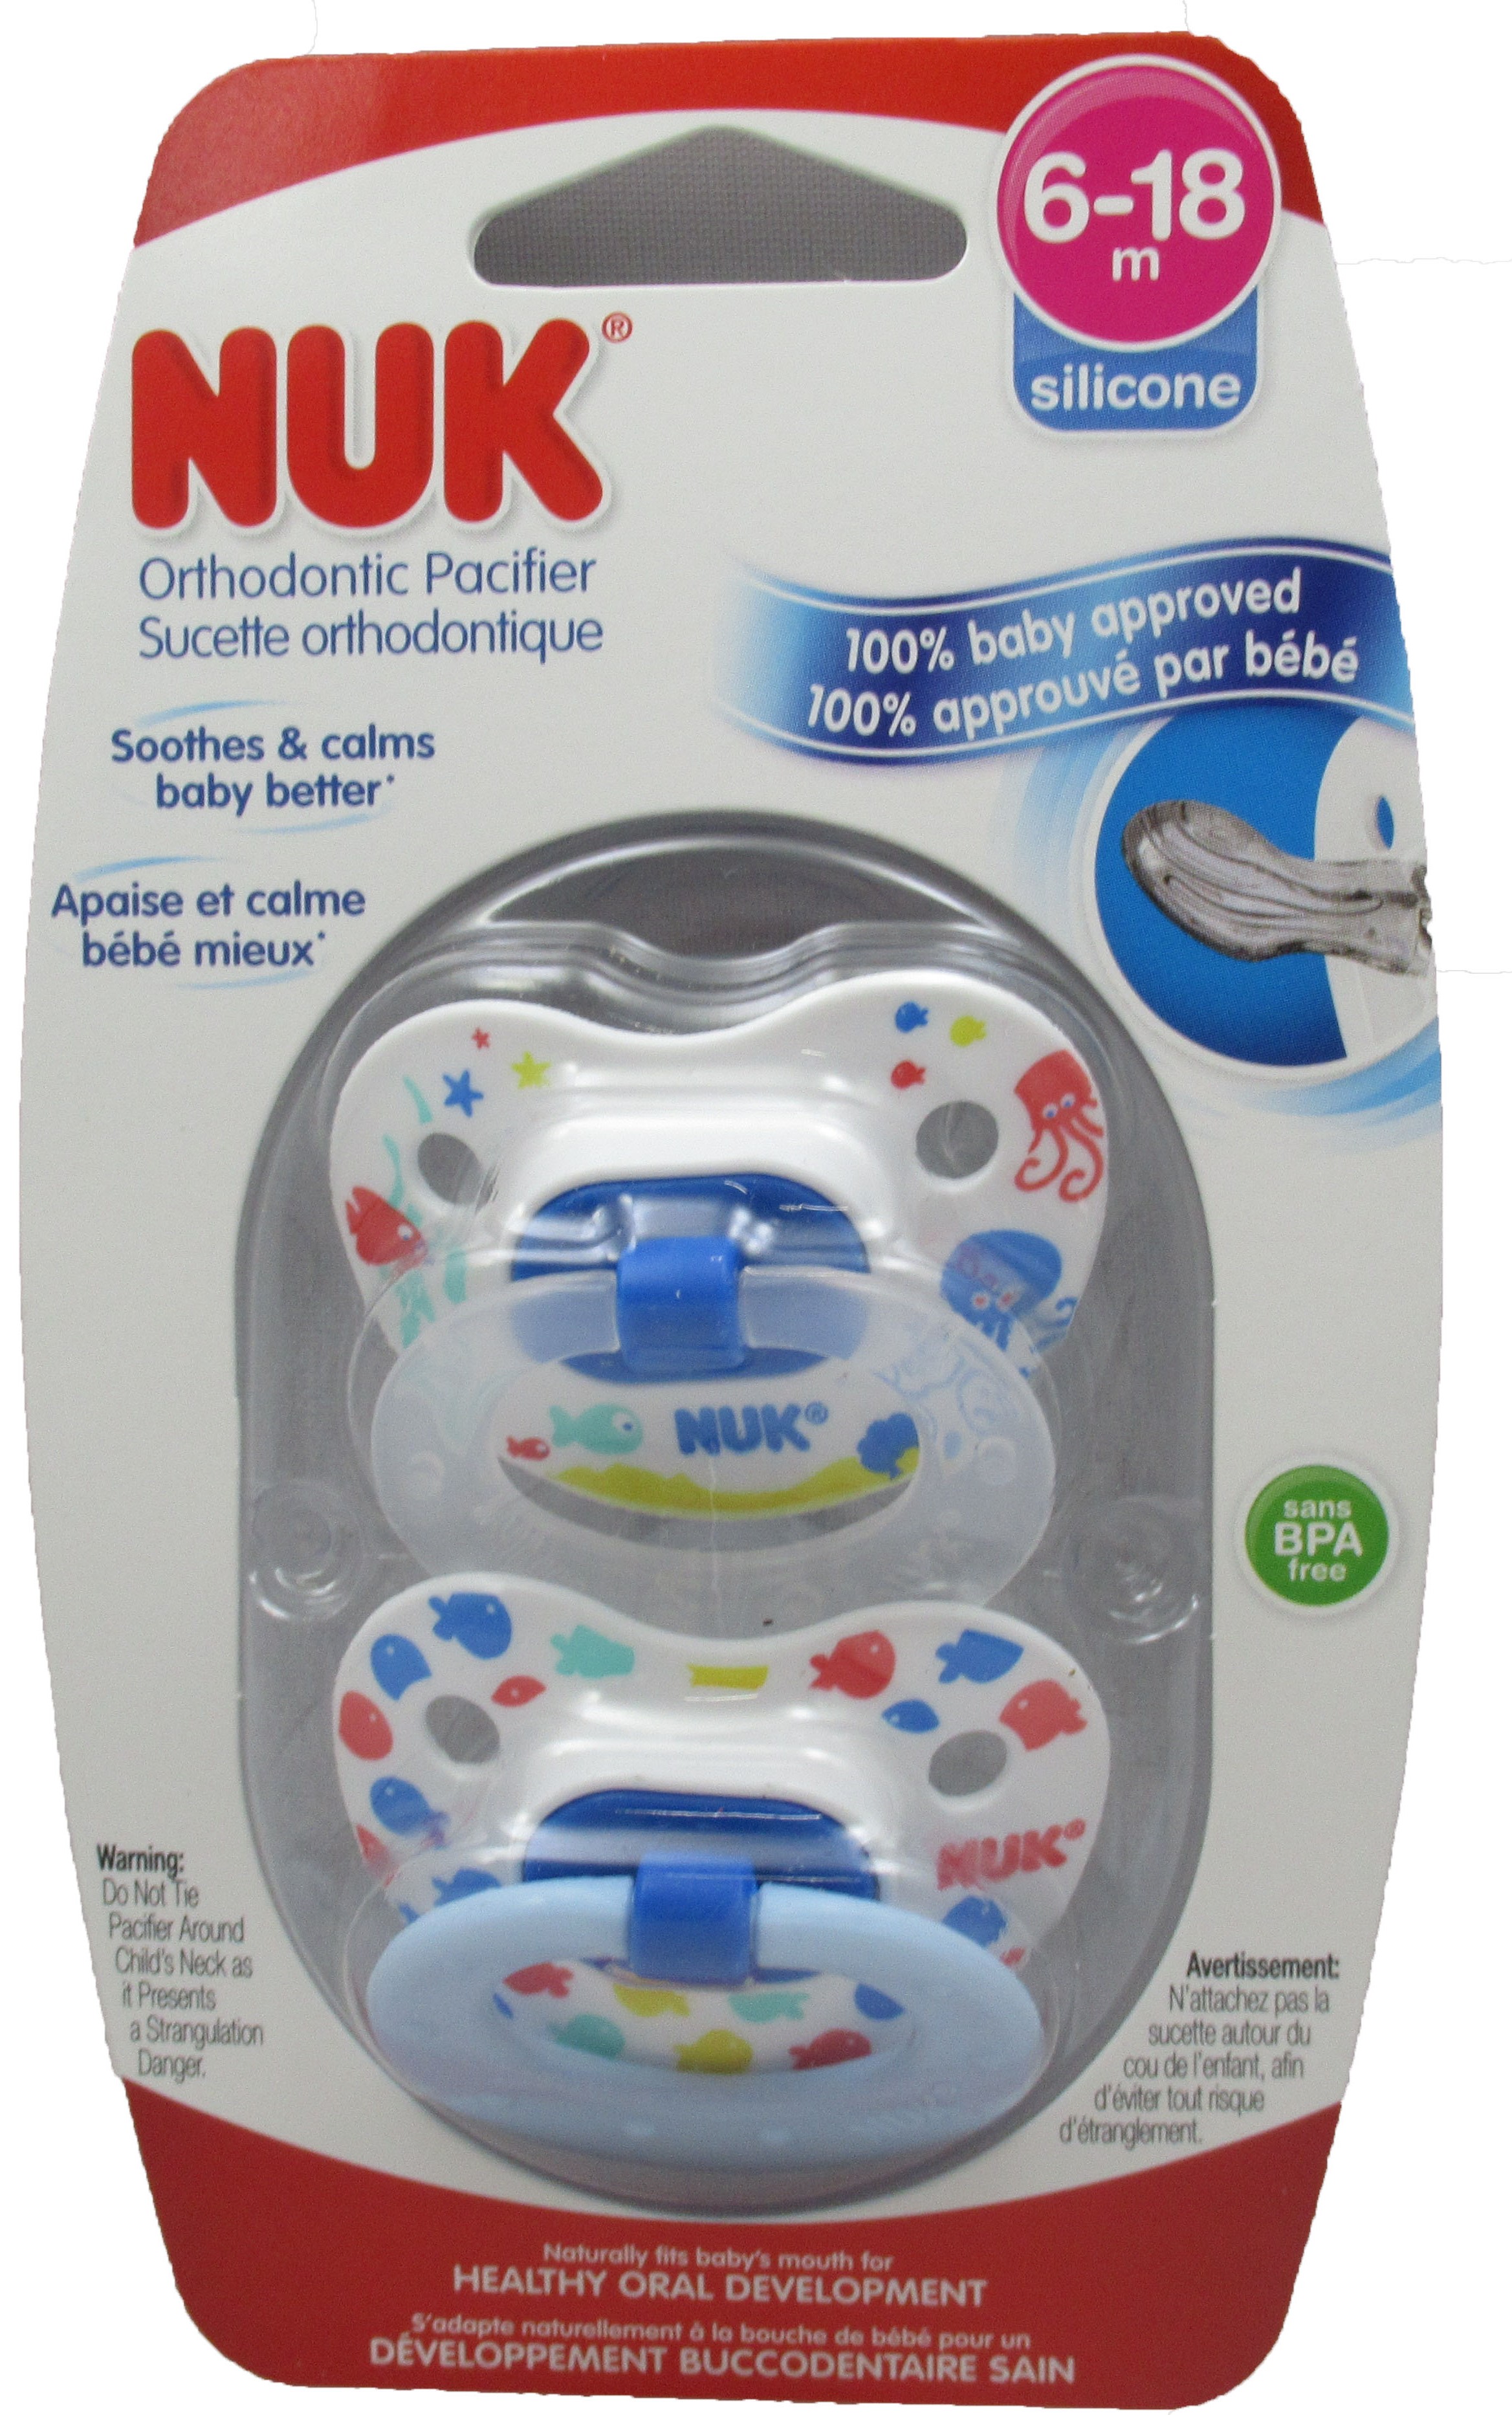 6-18
m
silicone
NUK®
Orthodontic Pacifier
Sucette orthodontique
100% baby approved
100% approuvé par bébé
Soothes & calms
baby better*
Apaise et calme
bébé mieux*
NUK®
sans
BPA
free
NUK®
Warning:
Do Not Tie
Pacifier Around
Child's Neck as
it Presents
a Strangulation
Danger.
Avertissement:
N'attachez pas la
sucette autour du
cou de l'enfant, afin
d'éviter tout risque
d'étranglement.
Naturally fits baby's mouth for
HEALTHY ORAL DEVELOPMENT
S'adapte naturellement à la bouche de bébé pour un
DÉVELOPPEMENT BUCCODENTAIRE SAIN